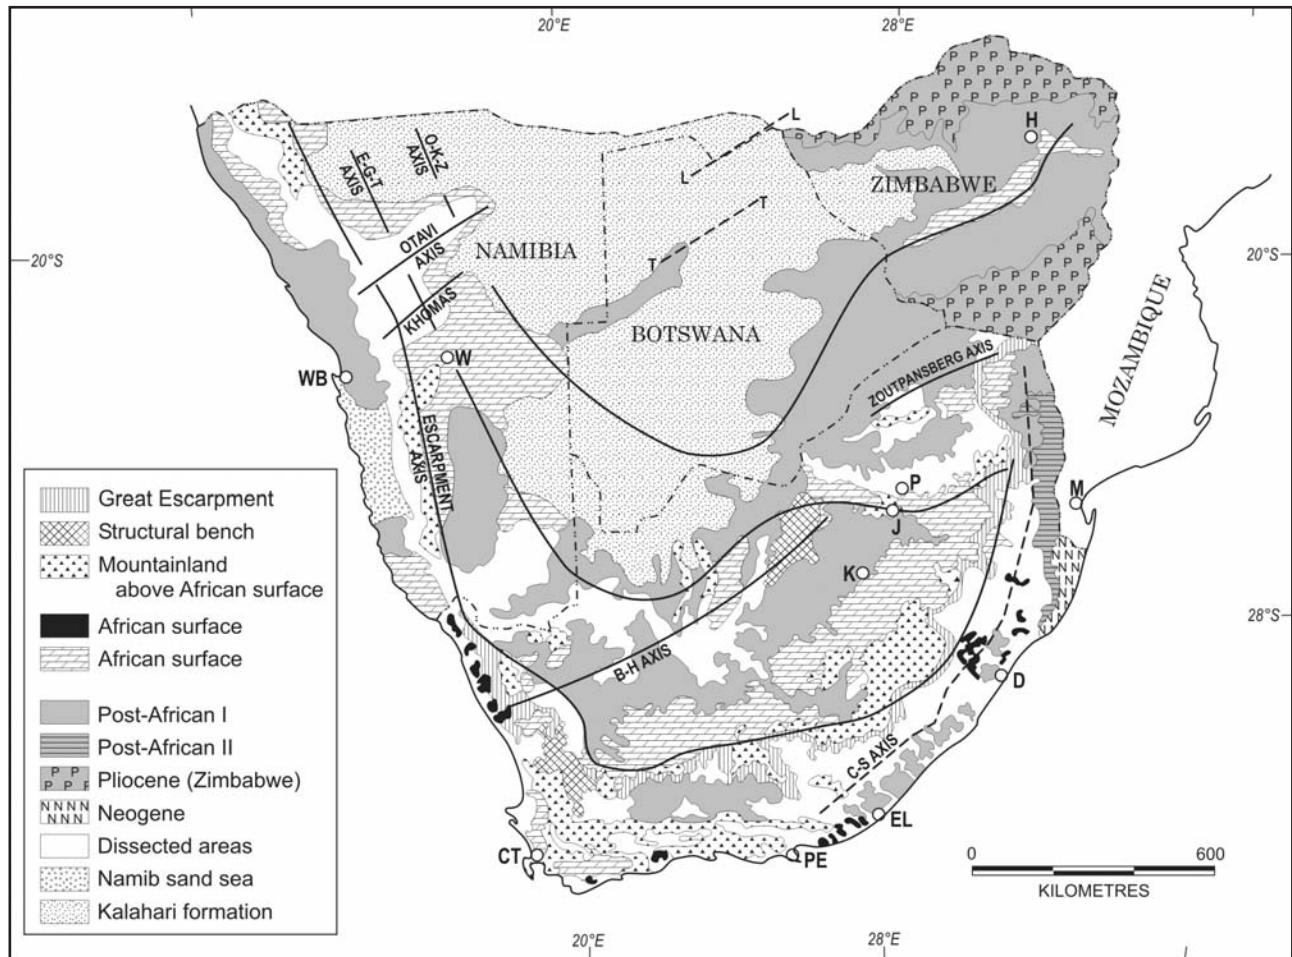 20°E
28°E
L
H
O-K-Z
AXIS
E-G-T
AXIS
L
ZIMBABWE
T
OTAVI
AXIS
NAMIBIA
20°S
T
20°S
KHOMAS
BOTSWANA
MOZAMBIQUE
W
WB
ZOUTPANSBERG AXIS
ESCARPMENT
AXIS
P
M
J
K
28°S
B-H AXIS
D
C-S AXIS
EL
CT
PE
Great Escarpment
Structural bench
Mountainland
above African surface
African surface
African surface
Post-African I
Post-African II
P P P
P P P
Pliocene (Zimbabwe)
N N N N
N N N N
Neogene
Dissected areas
Namib sand sea
Kalahari formation
0
600
KILOMETRES
20°E
28°E